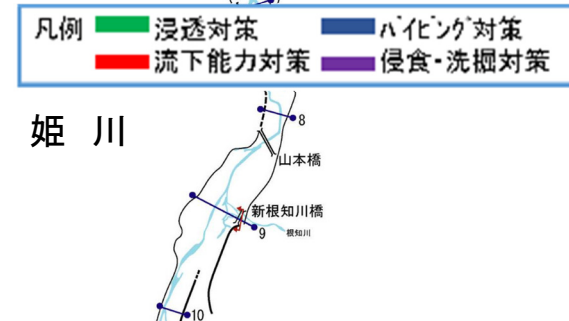 凡例 浸透対策 パイピング対策
流下能力対策 侵食・洗掘対策
姫 川
8
山本橋
新根知川橋
9
根知川
10